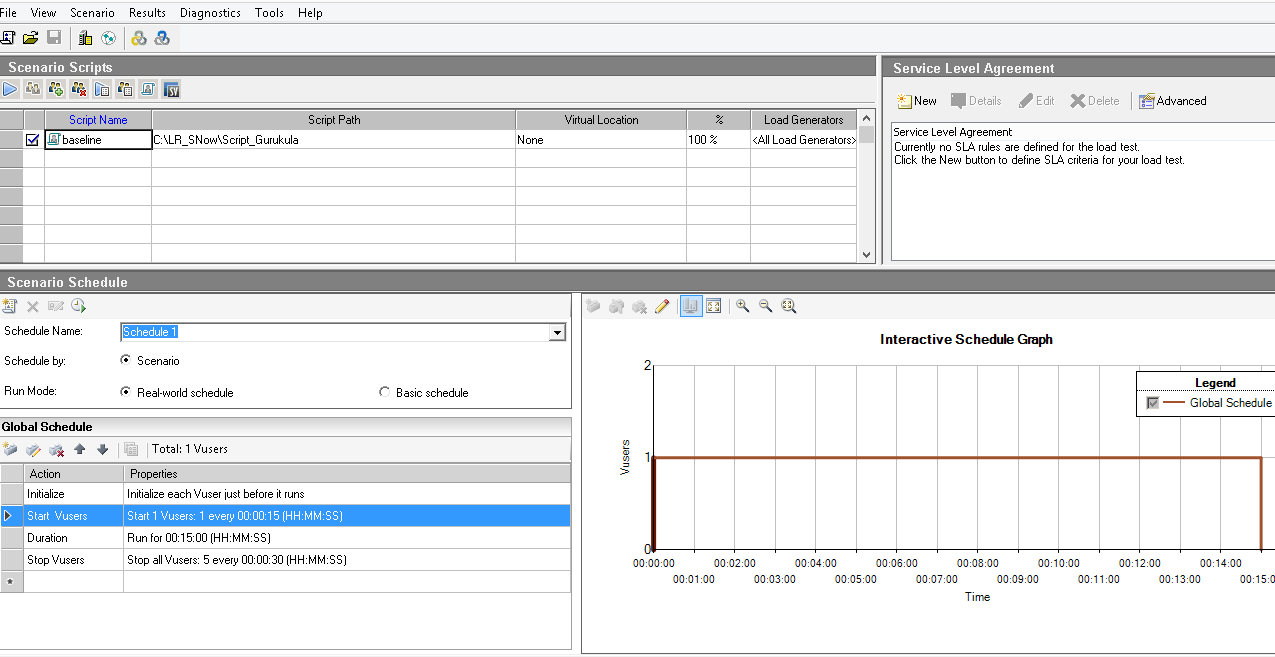 File View Scenario Results Diagnostics Tools Help
Scenario Scripts
Script Name Script Path Virtual Location % Load Generators
baseline C:\LR_SNow\Script_Gurukula None 100 % <All Load Generators>
Service Level Agreement
New Details Edit Delete Advanced
Service Level Agreement
Currently no SLA rules are defined for the load test.
Click the New button to define SLA criteria for your load test.
Scenario Schedule
Schedule Name: Schedule 1
Schedule by: Scenario
Run Mode: Real-world schedule Basic schedule
Global Schedule
Total: 1 Vusers
Action Properties
Initialize Initialize each Vuser just before it runs
Start Vusers Start 1 Vusers: 1 every 00:00:15 (HH:MM:SS)
Duration Run for 00:15:00 (HH:MM:SS)
Stop Vusers Stop all Vusers: 5 every 00:00:30 (HH:MM:SS)
*
Interactive Schedule Graph
Legend
Global Schedule
2
1
0
Vusers
00:00:00 00:02:00 00:04:00 00:06:00 00:08:00 00:10:00 00:12:00 00:14:00
00:01:00 00:03:00 00:05:00 00:07:00 00:09:00 00:11:00 00:13:00 00:15:0
Time